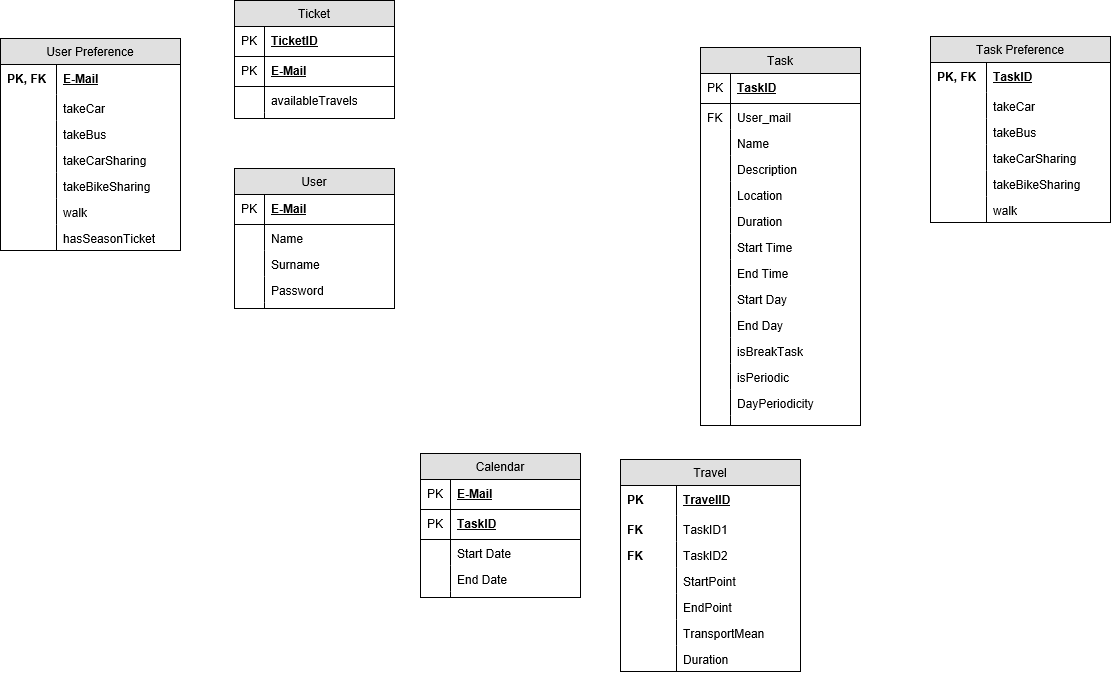 User Preference
PK, FK E-Mail
takeCar
takeBus
takeCarSharing
takeBikeSharing
walk
hasSeasonTicket
Ticket
PK TicketID
PK E-Mail
availableTravels
User
PK E-Mail
Name
Surname
Password
Task
PK TaskID
FK User_mail
Name
Description
Location
Duration
Start Time
End Time
Start Day
End Day
isBreakTask
isPeriodic
DayPeriodicity
Task Preference
PK, FK TaskID
takeCar
takeBus
takeCarSharing
takeBikeSharing
walk
Calendar
PK E-Mail
PK TaskID
Start Date
End Date
Travel
PK TravelID
FK TaskID1
FK TaskID2
StartPoint
EndPoint
TransportMean
Duration